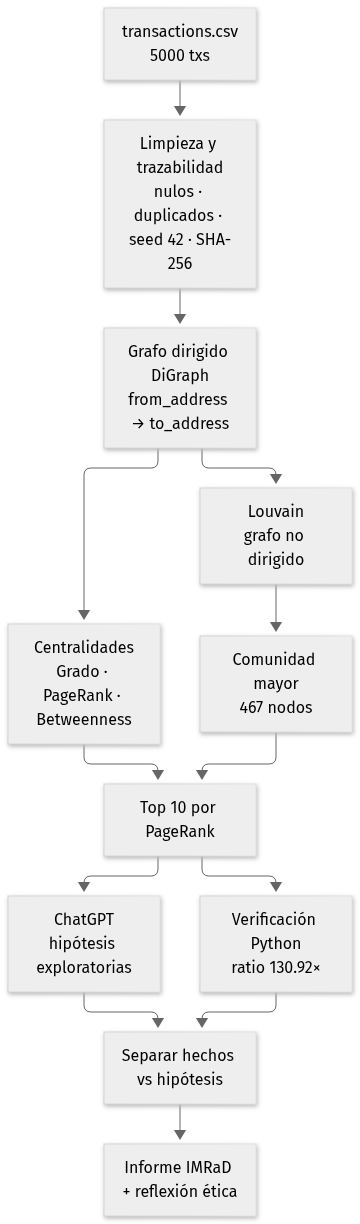 transactions.csv
5000 txs
Limpieza y
trazabilidad
nulos ·
duplicados ·
seed 42 · SHA-
256
Grafo dirigido
DiGraph
from_address
→ to_address
Louvain
grafo no
dirigido
Centralidades
Grado ·
PageRank ·
Betweenness
Comunidad
mayor
467 nodos
Top 10 por
PageRank
ChatGPT
hipótesis
exploratorias
Verificación
Python
ratio 130.92×
Separar hechos
vs hipótesis
Informe IMRaD
+ reflexión ética